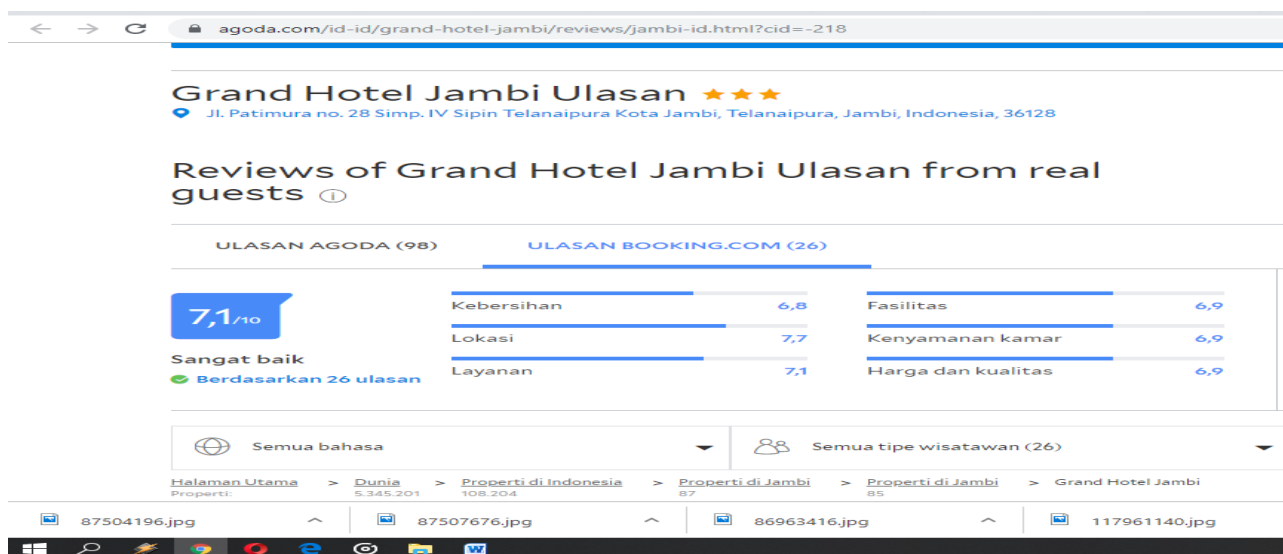 agoda.com/id-id/grand-hotel-jambi/reviews/jambi-id.html?cid=-218
Grand Hotel Jambi Ulasan
Jl. Patimura no. 28 Simp. IV Sipin Telanaipura Kota Jambi, Telanaipura, Jambi, Indonesia, 36128
Reviews of Grand Hotel Jambi Ulasan from real
guests
ULASAN AGODA (98) ULASAN BOOKING.COM (26)
7,1/10
Sangat baik
Berdasarkan 26 ulasan
Kebersihan 6,8
Lokasi 7,7
Layanan 7,1
Fasilitas 6,9
Kenyamanan kamar 6,9
Harga dan kualitas 6,9
Semua bahasa Semua tipe wisatawan (26)
Halaman Utama > Dunia > Properti di Indonesia > Properti di Jambi > Properti di Jambi > Grand Hotel Jambi
Properti: 5.345.201 108.204 87 85
87504196.jpg 87507676.jpg 86963416.jpg 117961140.jpg